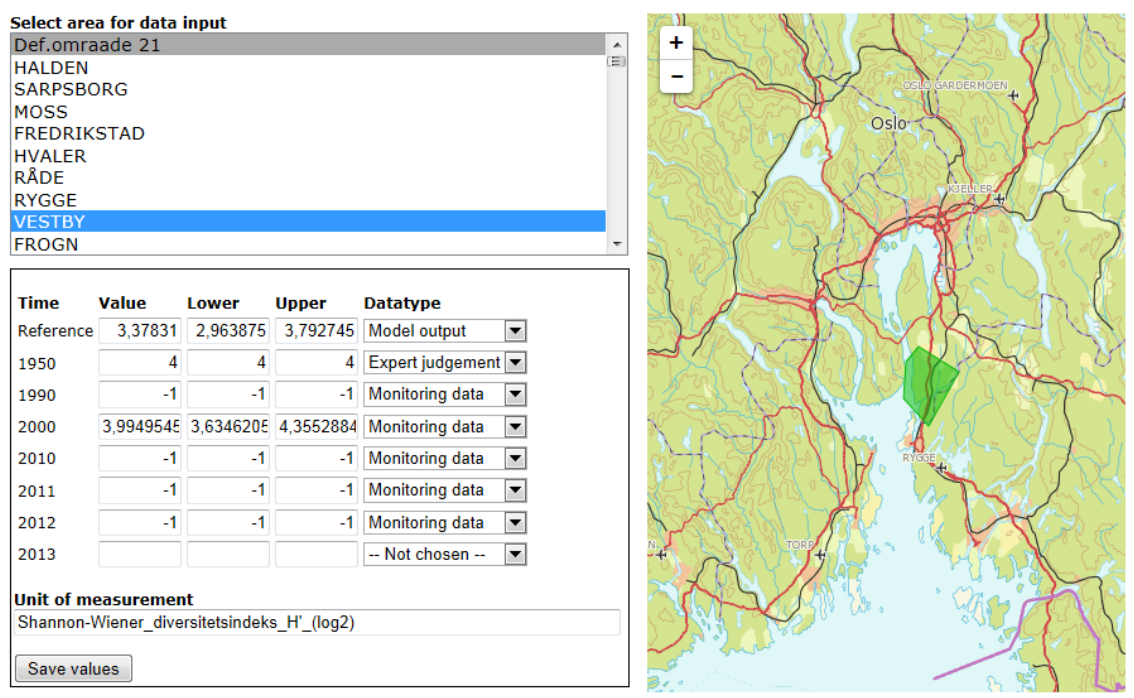 Select area for data input
Def.omraade 21
HALDEN
SARPSBORG
MOSS
FREDRIKSTAD
HVALER
RÅDE
RYGGE
VESTBY
FROGN
Time Value Lower Upper Datatype
Reference 3,37831 2,963875 3,792745 Model output
1950 4 4 4 Expert judgement
1990 -1 -1 -1 Monitoring data
2000 3,9949545 3,6346205 4,3552884 Monitoring data
2010 -1 -1 -1 Monitoring data
2011 -1 -1 -1 Monitoring data
2012 -1 -1 -1 Monitoring data
2013 -- Not chosen --
Unit of measurement
Shannon-Wiener_diversitetsindeks_H'_(log2)
Save values
+
−
OSLO GARDERMOEN
Oslo
KJELLER
RYGGE
TORP
N.